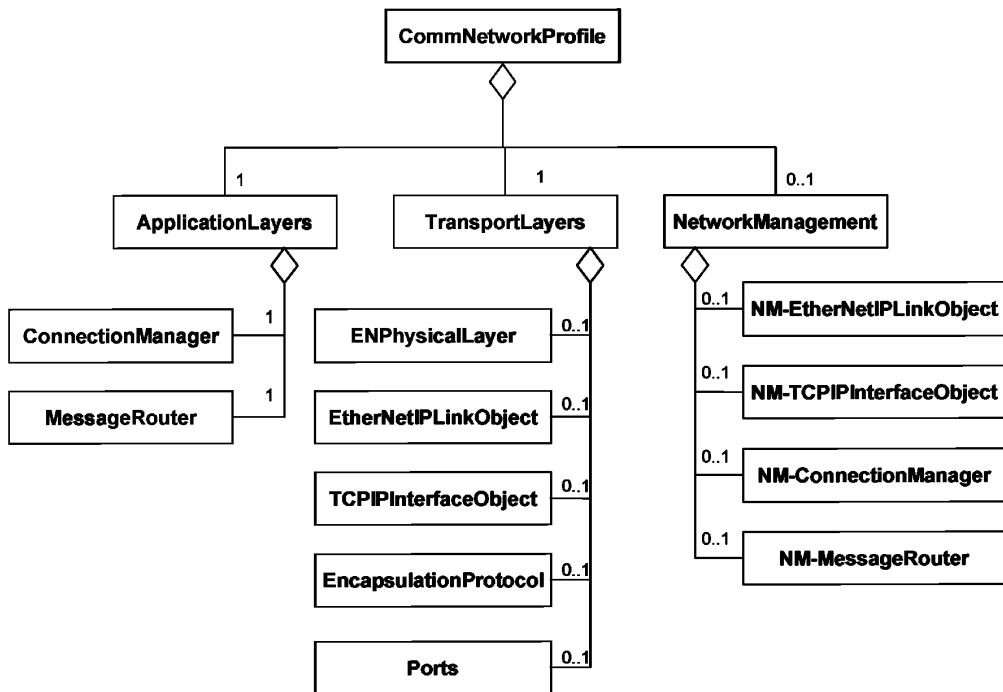 CommNetworkProfile
1
1
0..1
ApplicationLayers
TransportLayers
NetworkManagement
ConnectionManager
1
MessageRouter
1
ENPhysicalLayer
0..1
EtherNetIPLinkObject
0..1
TCPIPInterfaceObject
0..1
EncapsulationProtocol
0..1
Ports
0..1
0..1
NM-EtherNetIPLinkObject
0..1
NM-TCPIPInterfaceObject
0..1
NM-ConnectionManager
0..1
NM-MessageRouter